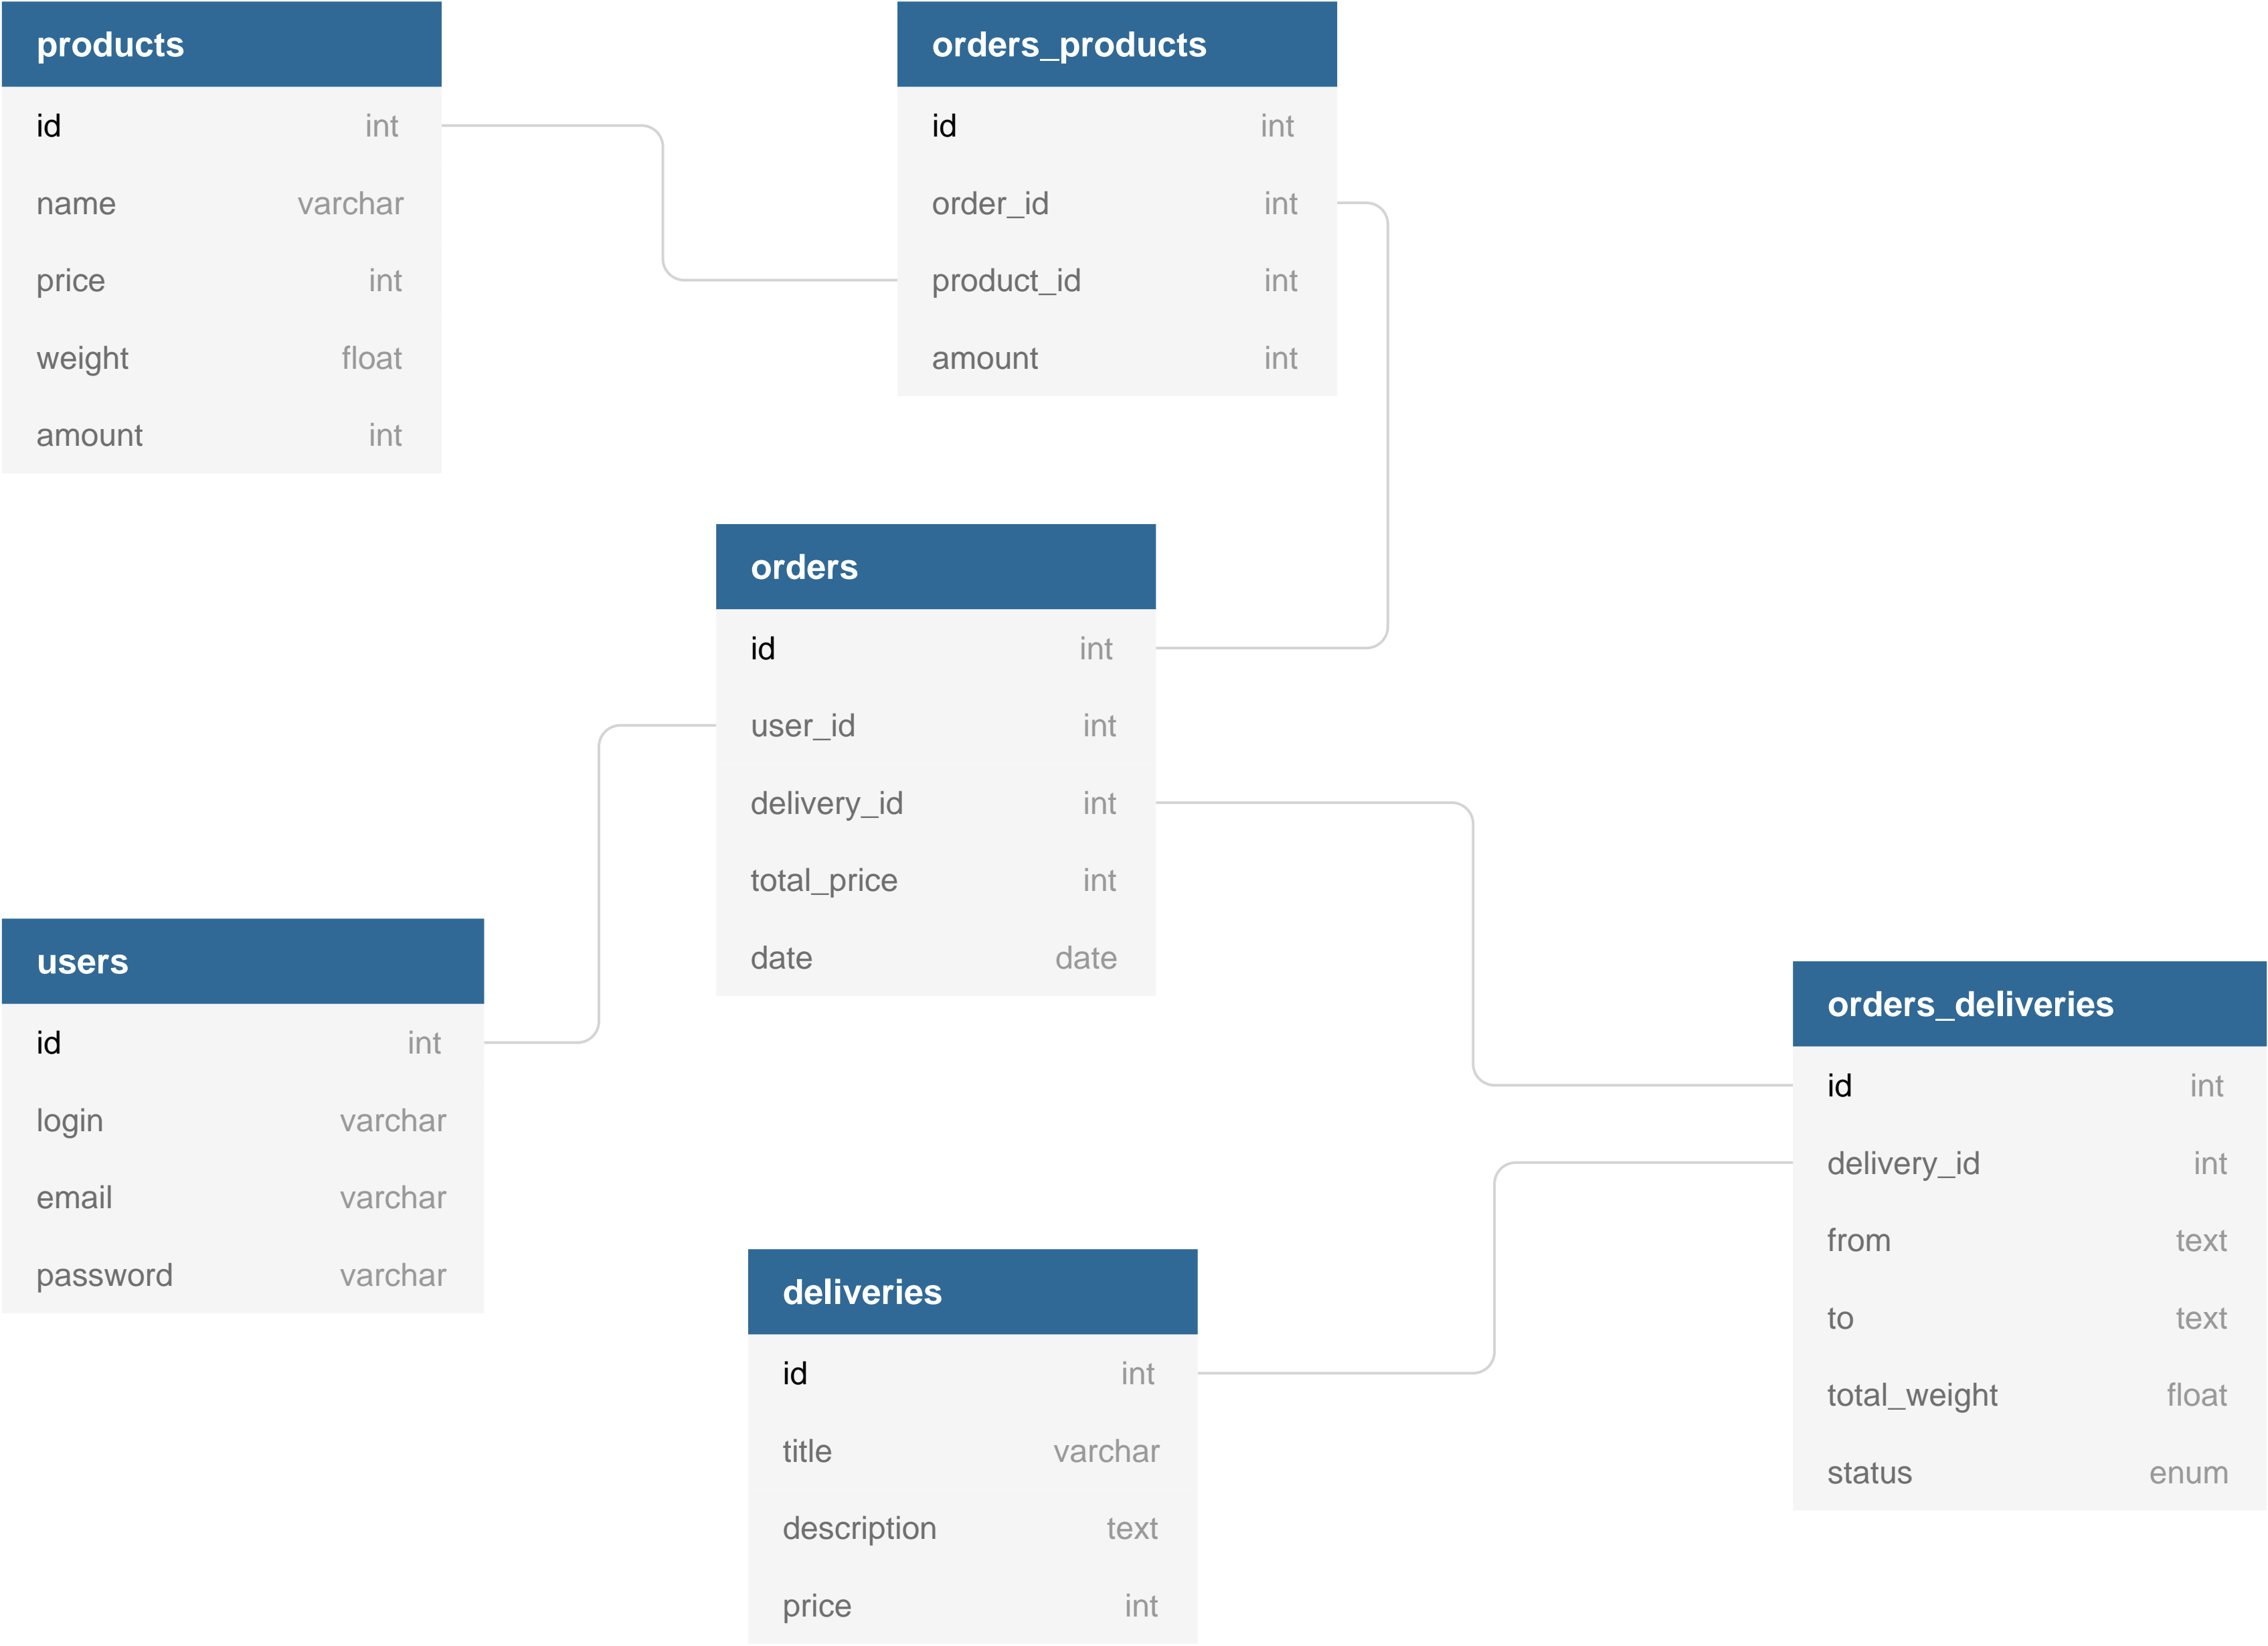 products
id int
name varchar
price int
weight float
amount int
orders_products
id int
order_id int
product_id int
amount int
orders
id int
user_id int
delivery_id int
total_price int
date date
users
id int
login varchar
email varchar
password varchar
orders_deliveries
id int
delivery_id int
from text
to text
total_weight float
status enum
deliveries
id int
title varchar
description text
price int